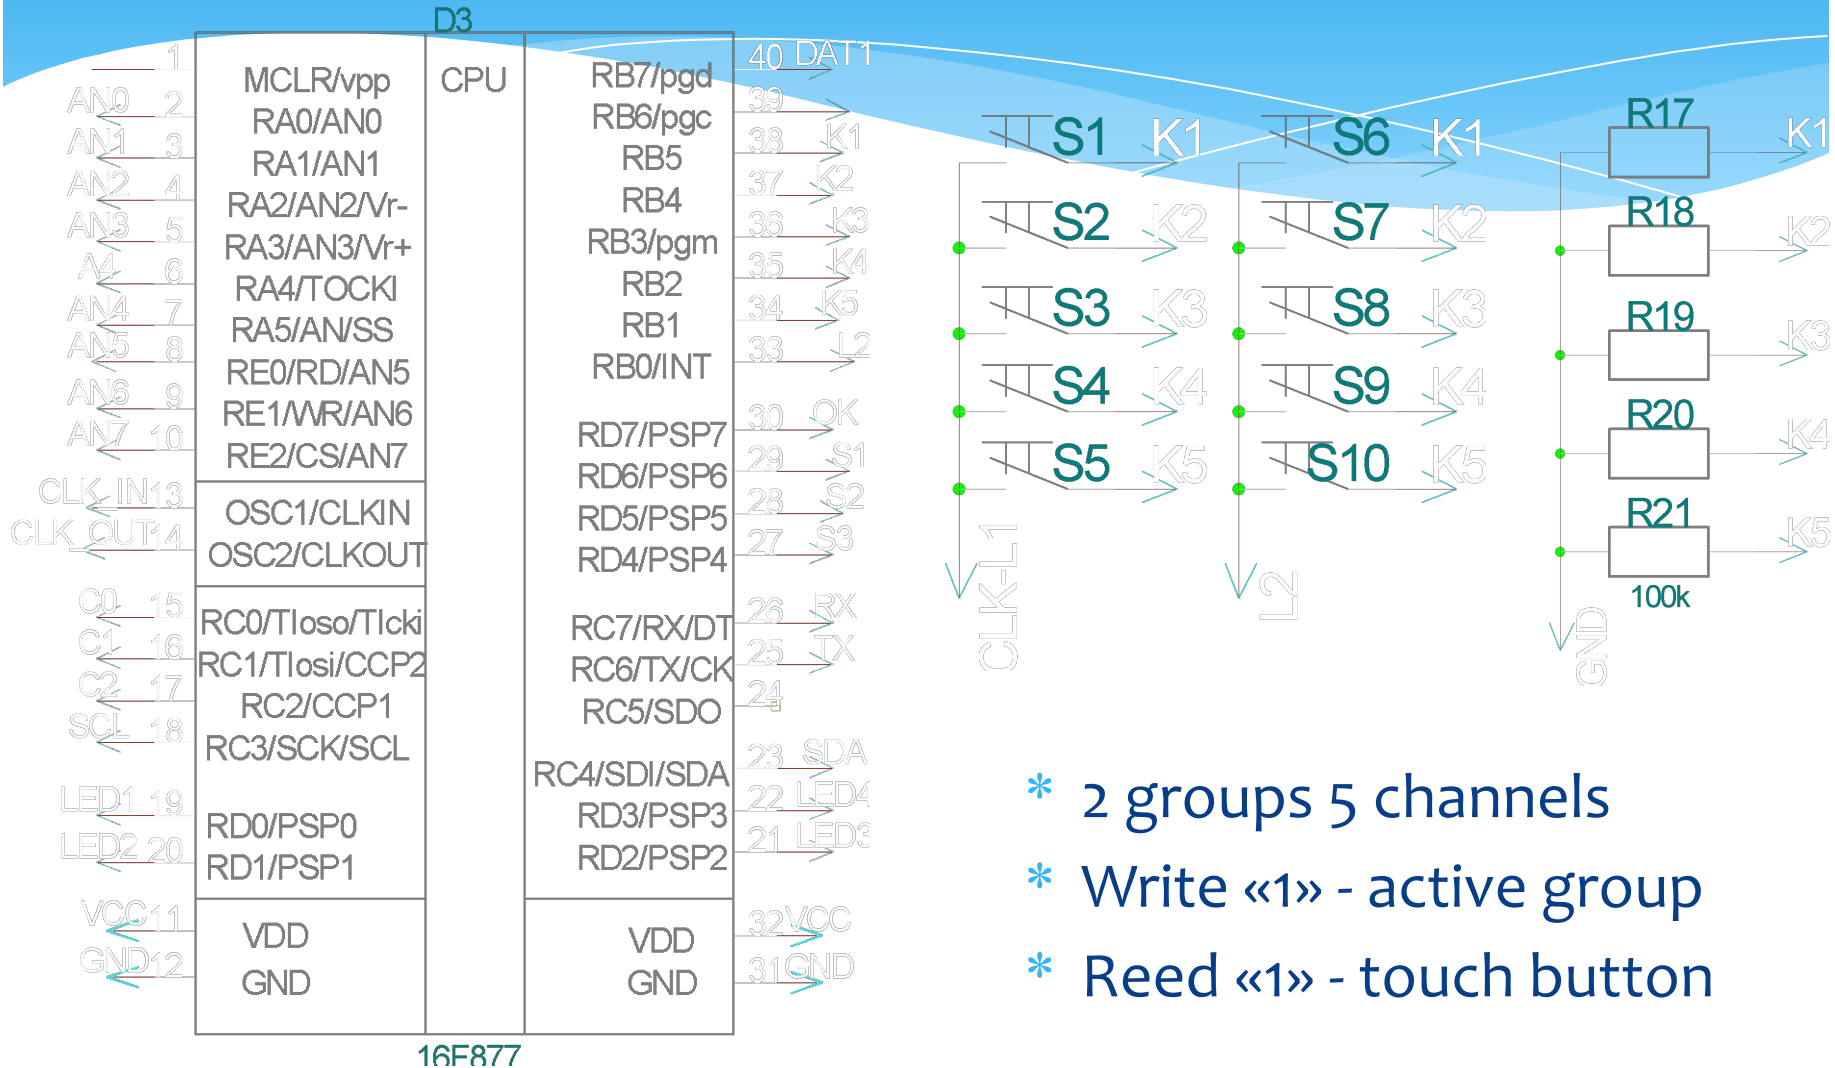 D3
CPU
1 MCLR/vpp
AN0 2 RA0/AN0
AN1 3 RA1/AN1
AN2 4 RA2/AN2/Vr-
AN3 5 RA3/AN3/Vr+
A4 6 RA4/TOCKI
AN4 7 RA5/AN/SS
AN5 8 RE0/RD/AN5
AN6 9 RE1/WR/AN6
AN7 10 RE2/CS/AN7
CLK_IN 13 OSC1/CLKIN
CLK_OUT 14 OSC2/CLKOUT
C0 15 RC0/TIoso/TIcki
C1 16 RC1/TIosi/CCP2
C2 17 RC2/CCP1
SCL 18 RC3/SCK/SCL
LED1 19 RD0/PSP0
LED2 20 RD1/PSP1
VCC 11 VDD
GND 12 GND
RB7/pgd 40 DAT1
RB6/pgc 39
RB5 38 K1
RB4 37 K2
RB3/pgm 36 K3
RB2 35 K4
RB1 34 K5
RB0/INT 33 L2
RD7/PSP7 30 OK
RD6/PSP6 29 S1
RD5/PSP5 28 S2
RD4/PSP4 27 S3
RC7/RX/DT 26 RX
RC6/TX/CK 25 TX
RC5/SDO 24
RC4/SDI/SDA 23 SDA
RD3/PSP3 22 LED4
RD2/PSP2 21 LED3
VDD 32 VCC
GND 31 GND
16F877
S1 K1
S2 K2
S3 K3
S4 K4
S5 K5
CLK-L1
S6 K1
S7 K2
S8 K3
S9 K4
S10 K5
L2
R17 K1
R18 K2
R19 K3
R20 K4
R21 K5
100k
GND
* 2 groups 5 channels
* Write «1» - active group
* Reed «1» - touch button